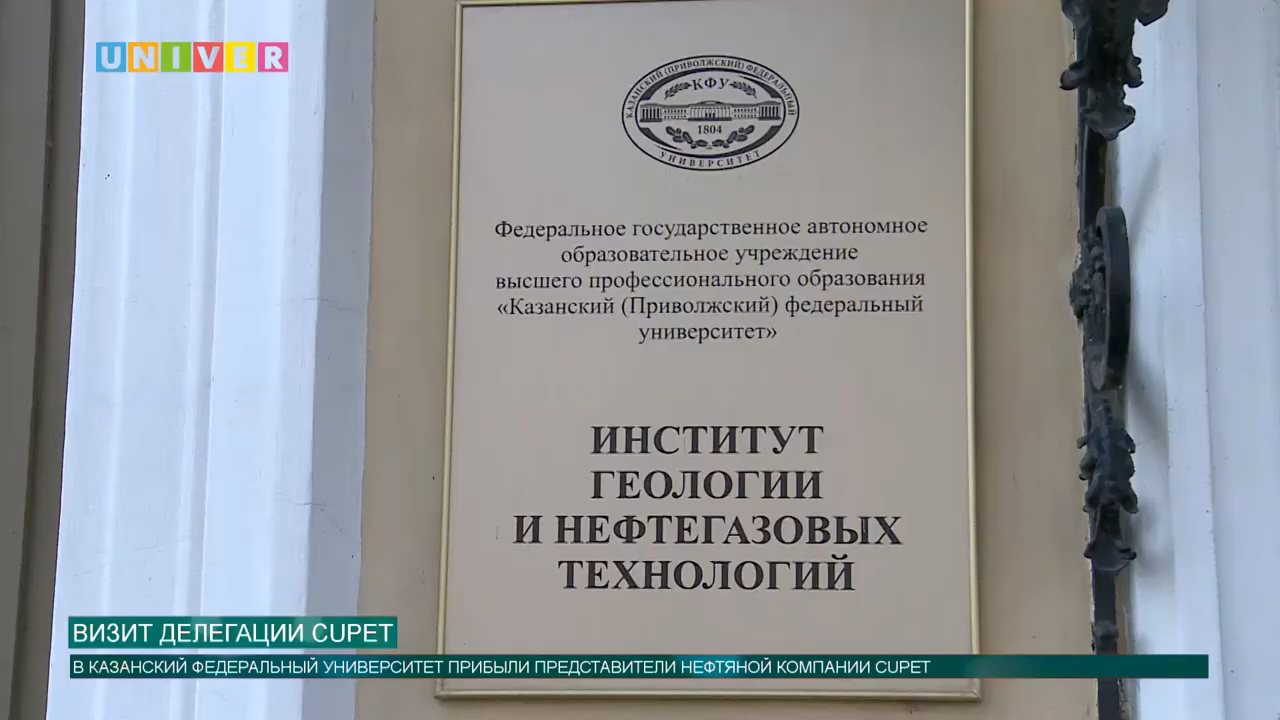 UNIVER
КАЗАНСКИЙ (ПРИВОЛЖСКИЙ) ФЕДЕРАЛЬНЫЙ
КФУ
1804
УНИВЕРСИТЕТ
Федеральное государственное автономное
образовательное учреждение
высшего профессионального образования
«Казанский (Приволжский) федеральный
университет»
ИНСТИТУТ
ГЕОЛОГИИ
И НЕФТЕГАЗОВЫХ
ТЕХНОЛОГИЙ
ВИЗИТ ДЕЛЕГАЦИИ CUPET
В КАЗАНСКИЙ ФЕДЕРАЛЬНЫЙ УНИВЕРСИТЕТ ПРИБЫЛИ ПРЕДСТАВИТЕЛИ НЕФТЯНОЙ КОМПАНИИ CUPET